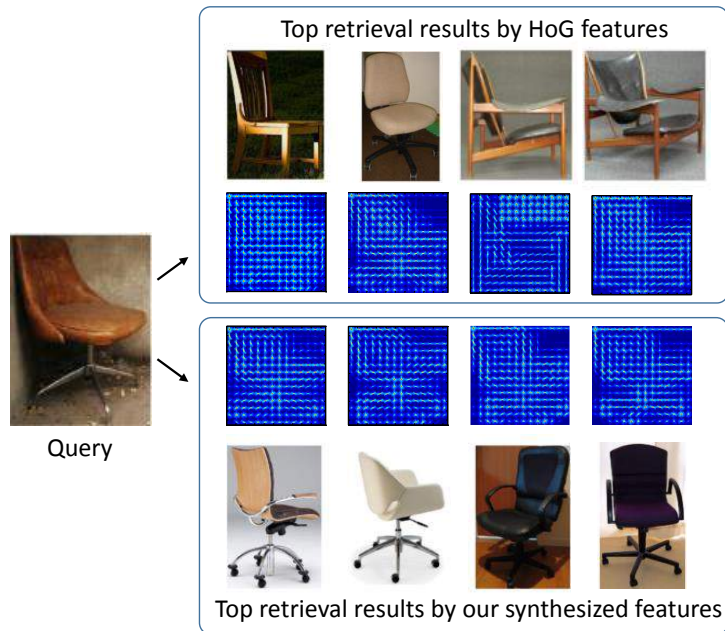 Top retrieval results by HoG features
Query
Top retrieval results by our synthesized features